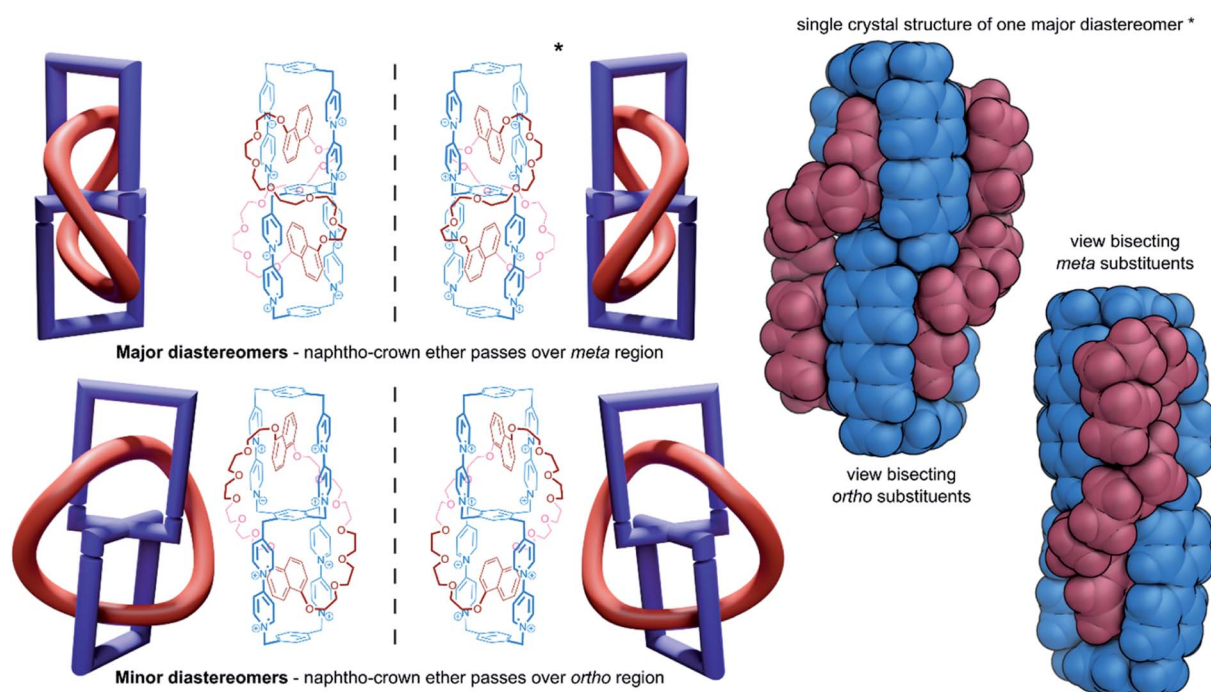 *
single crystal structure of one major diastereomer *
Major diastereomers - naphtho-crown ether passes over meta region
view bisecting
meta substituents
view bisecting
ortho substituents
Minor diastereomers - naphtho-crown ether passes over ortho region